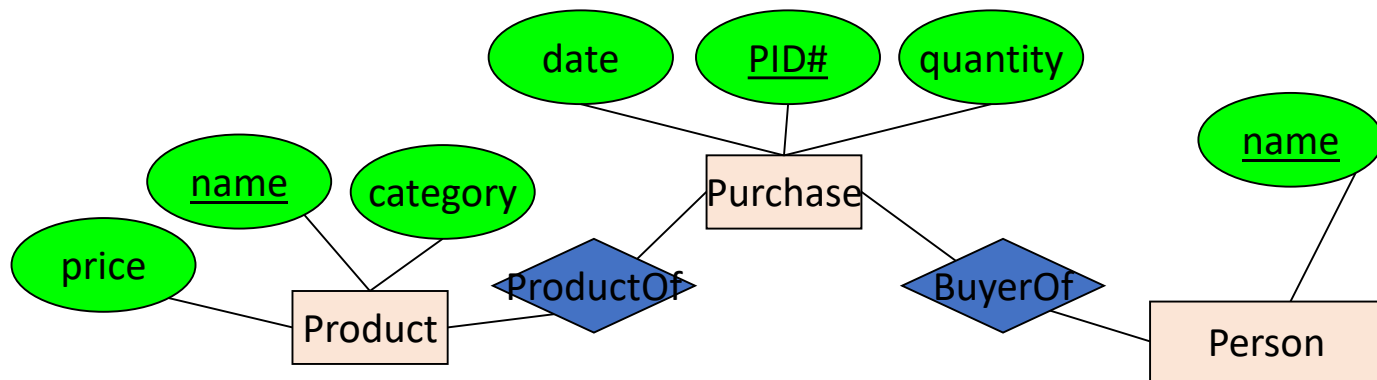 date
PID#
quantity
name
name
category
Purchase
price
ProductOf
BuyerOf
Product
Person